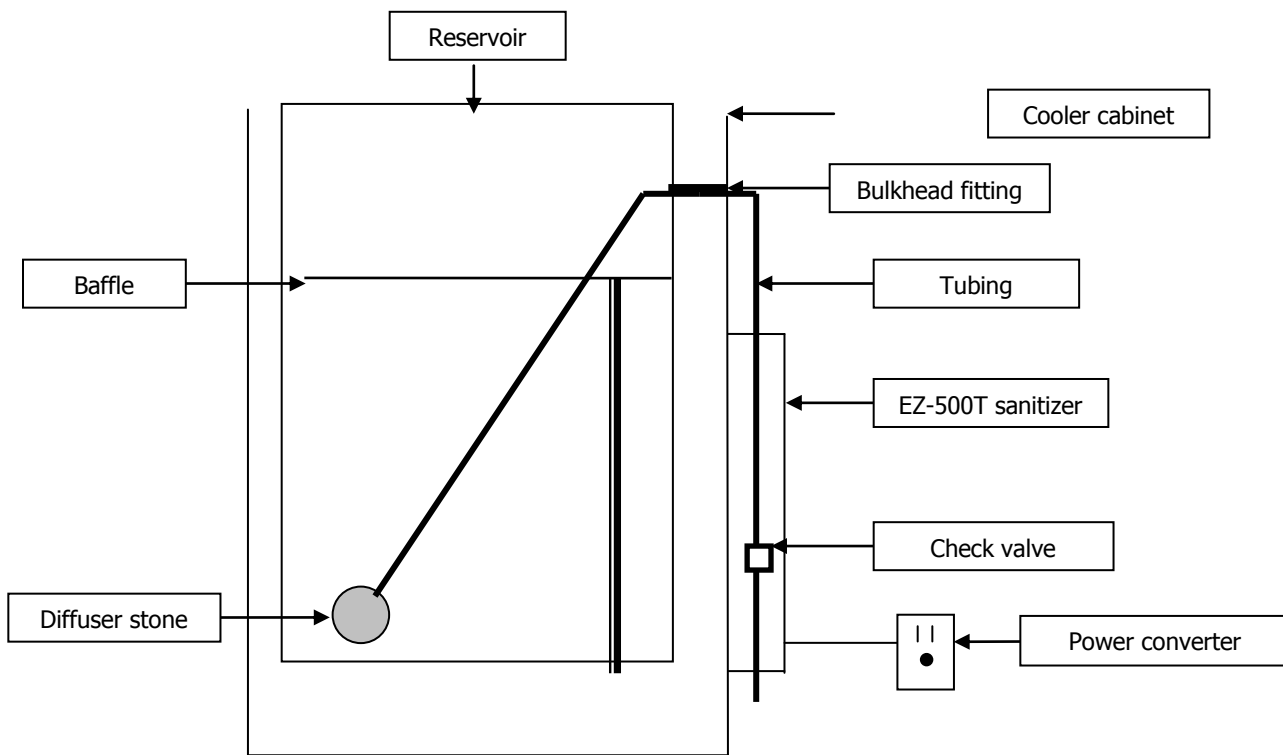 Reservoir
Cooler cabinet
Bulkhead fitting
Baffle
Tubing
EZ-500T sanitizer
Check valve
Diffuser stone
Power converter